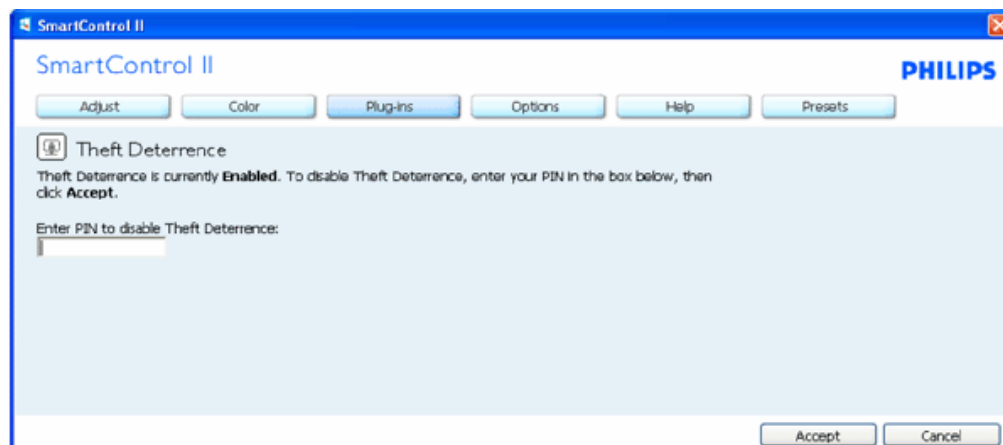 SmartControl II
SmartControl II
PHILIPS
Adjust Color Plug-ins Options Help Presets
Theft Deterrence
Theft Deterrence is currently Enabled. To disable Theft Deterrence, enter your PIN in the box below, then
click Accept.
Enter PIN to disable Theft Deterrence:
Accept Cancel